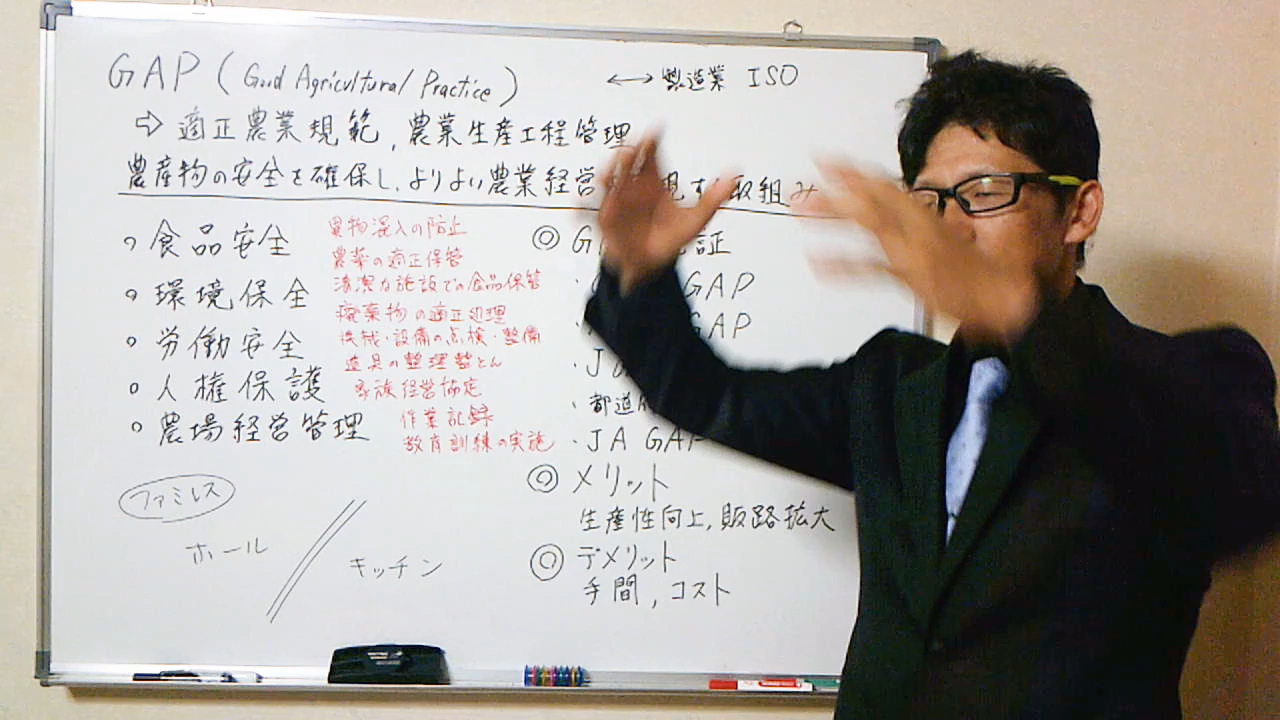 GAP (Good Agricultural Practice)
⟷ 製造業 ISO
⇨ 適正農業規範, 農業生産工程管理
農産物の安全を確保し、よりよい農業経営 取組み
○ 食品安全
異物混入の防止
農薬の適正保管
○ 環境保全
清潔な施設での食品保管
廃棄物の適正処理
○ 労働安全
機械・設備の点検・整備
道具の整理整とん
○ 人権保護
家族経営協定
○ 農場経営管理
作業記録
教育訓練の実施
ファミレス
ホール // キッチン
◎ G 証
・ GAP
・ GAP
・J
・都道
・JA GAP
◎ メリット
生産性向上, 販路拡大
◎ デメリット
手間, コスト